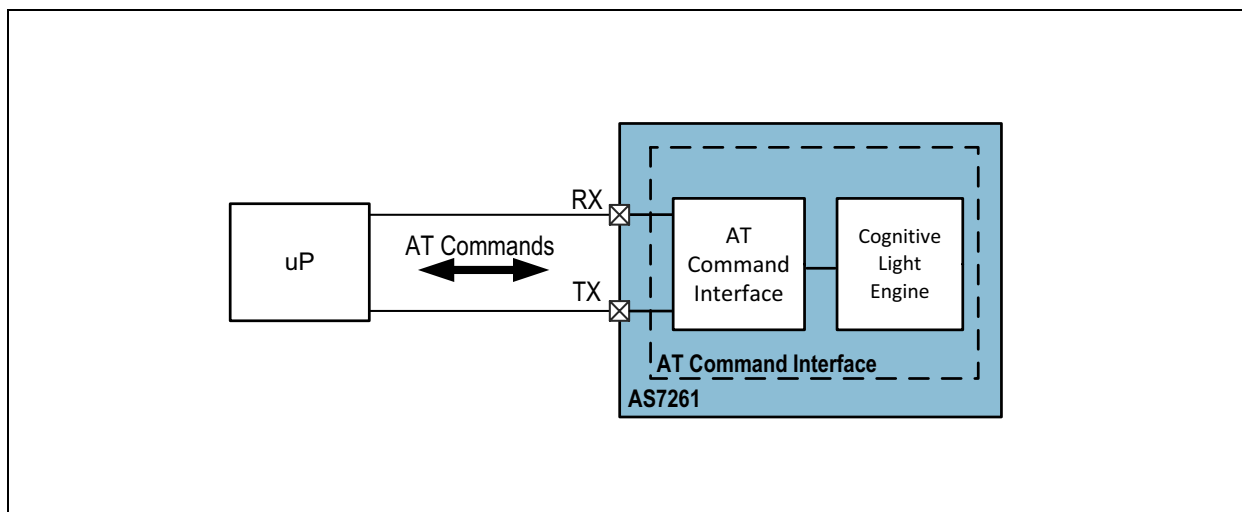 RX
uP
AT Commands
TX
AT
Command
Interface
Cognitive
Light
Engine
AT Command Interface
AS7261